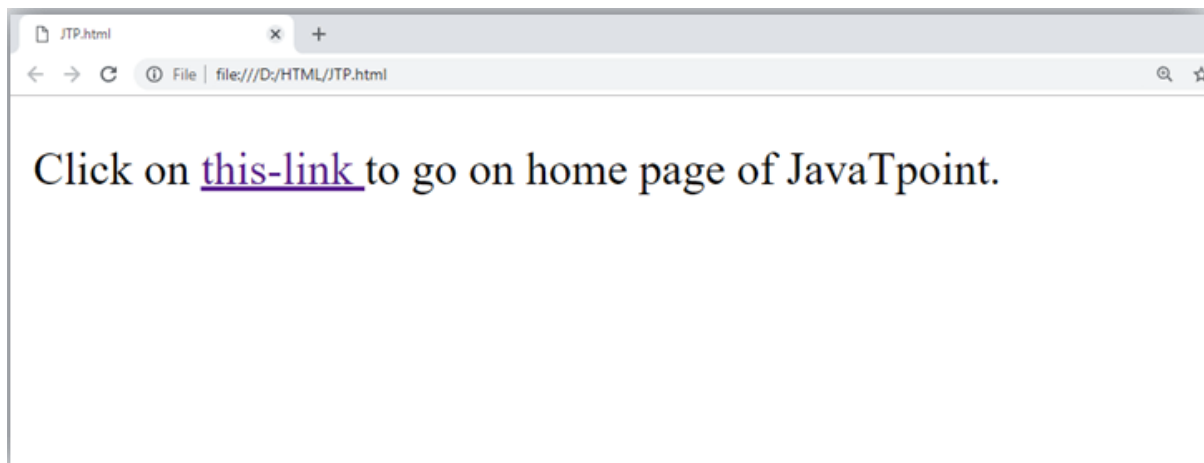 JTP.html
File | file:///D:/HTML/JTP.html
Click on this-link to go on home page of JavaTpoint.